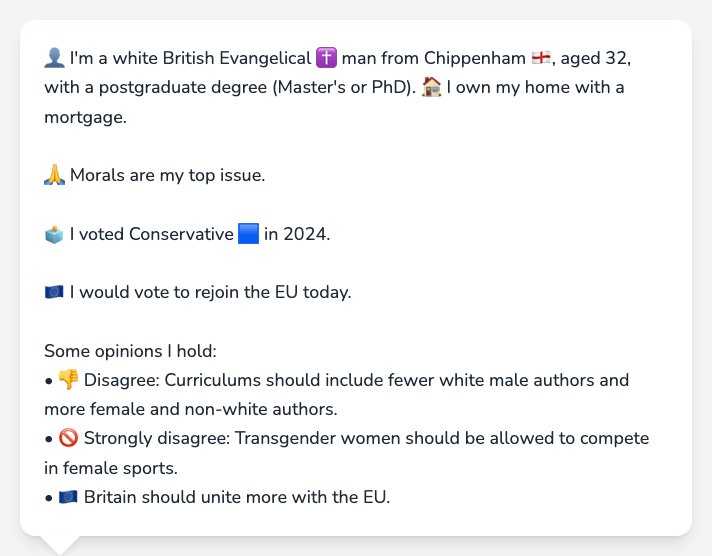 👤 I'm a white British Evangelical ✝️ man from Chippenham 🏴󠁧󠁢󠁥󠁮󠁧󠁿, aged 32,
with a postgraduate degree (Master's or PhD). 🏠 I own my home with a
mortgage.
🙏 Morals are my top issue.
🗳️ I voted Conservative 🟦 in 2024.
🇪🇺 I would vote to rejoin the EU today.
Some opinions I hold:
• 👎 Disagree: Curriculums should include fewer white male authors and
more female and non-white authors.
• 🚫 Strongly disagree: Transgender women should be allowed to compete
in female sports.
• 🇪🇺 Britain should unite more with the EU.